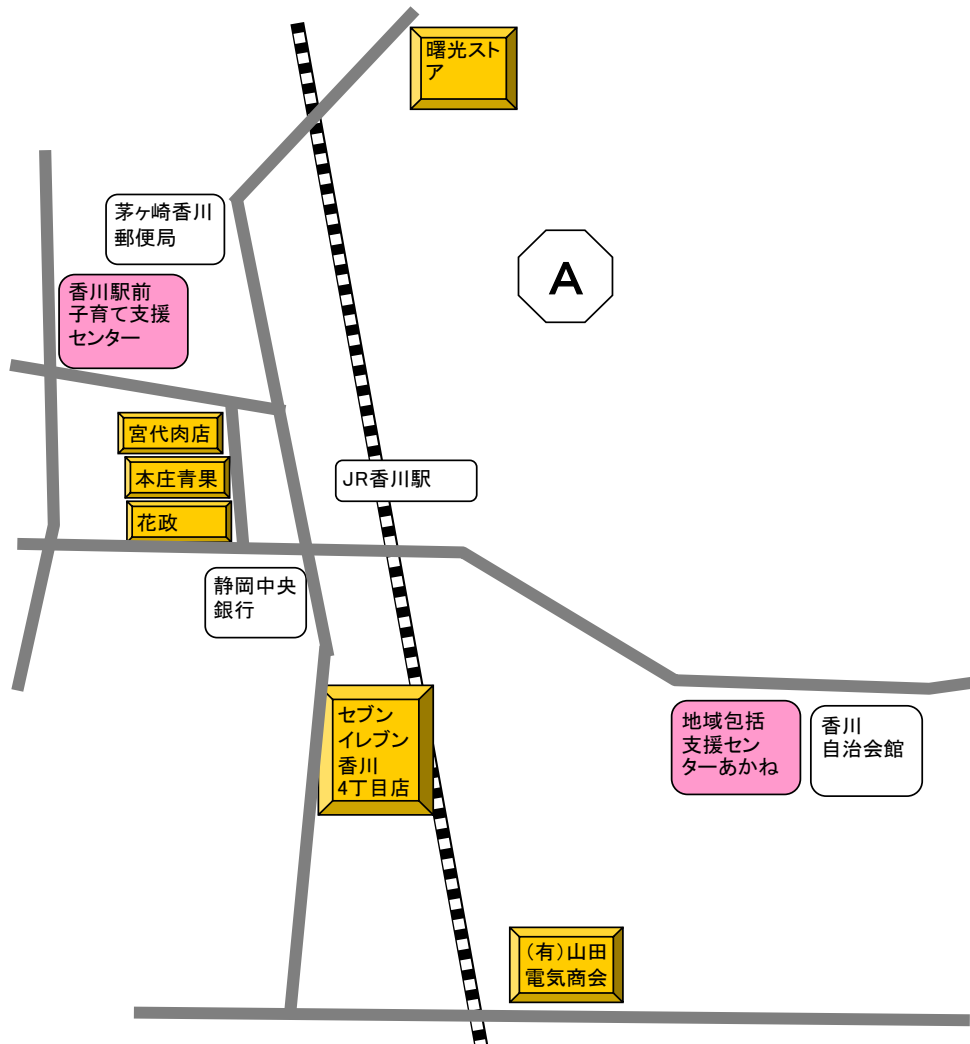 曙光スト
ア
茅ヶ崎香川
郵便局
A
香川駅前
子育て支援
センター
宮代肉店
本庄青果
花政
JR香川駅
静岡中央
銀行
セブン
イレブン
香川
4丁目店
地域包括
支援セン
ターあかね
香川
自治会館
(有)山田
電気商会